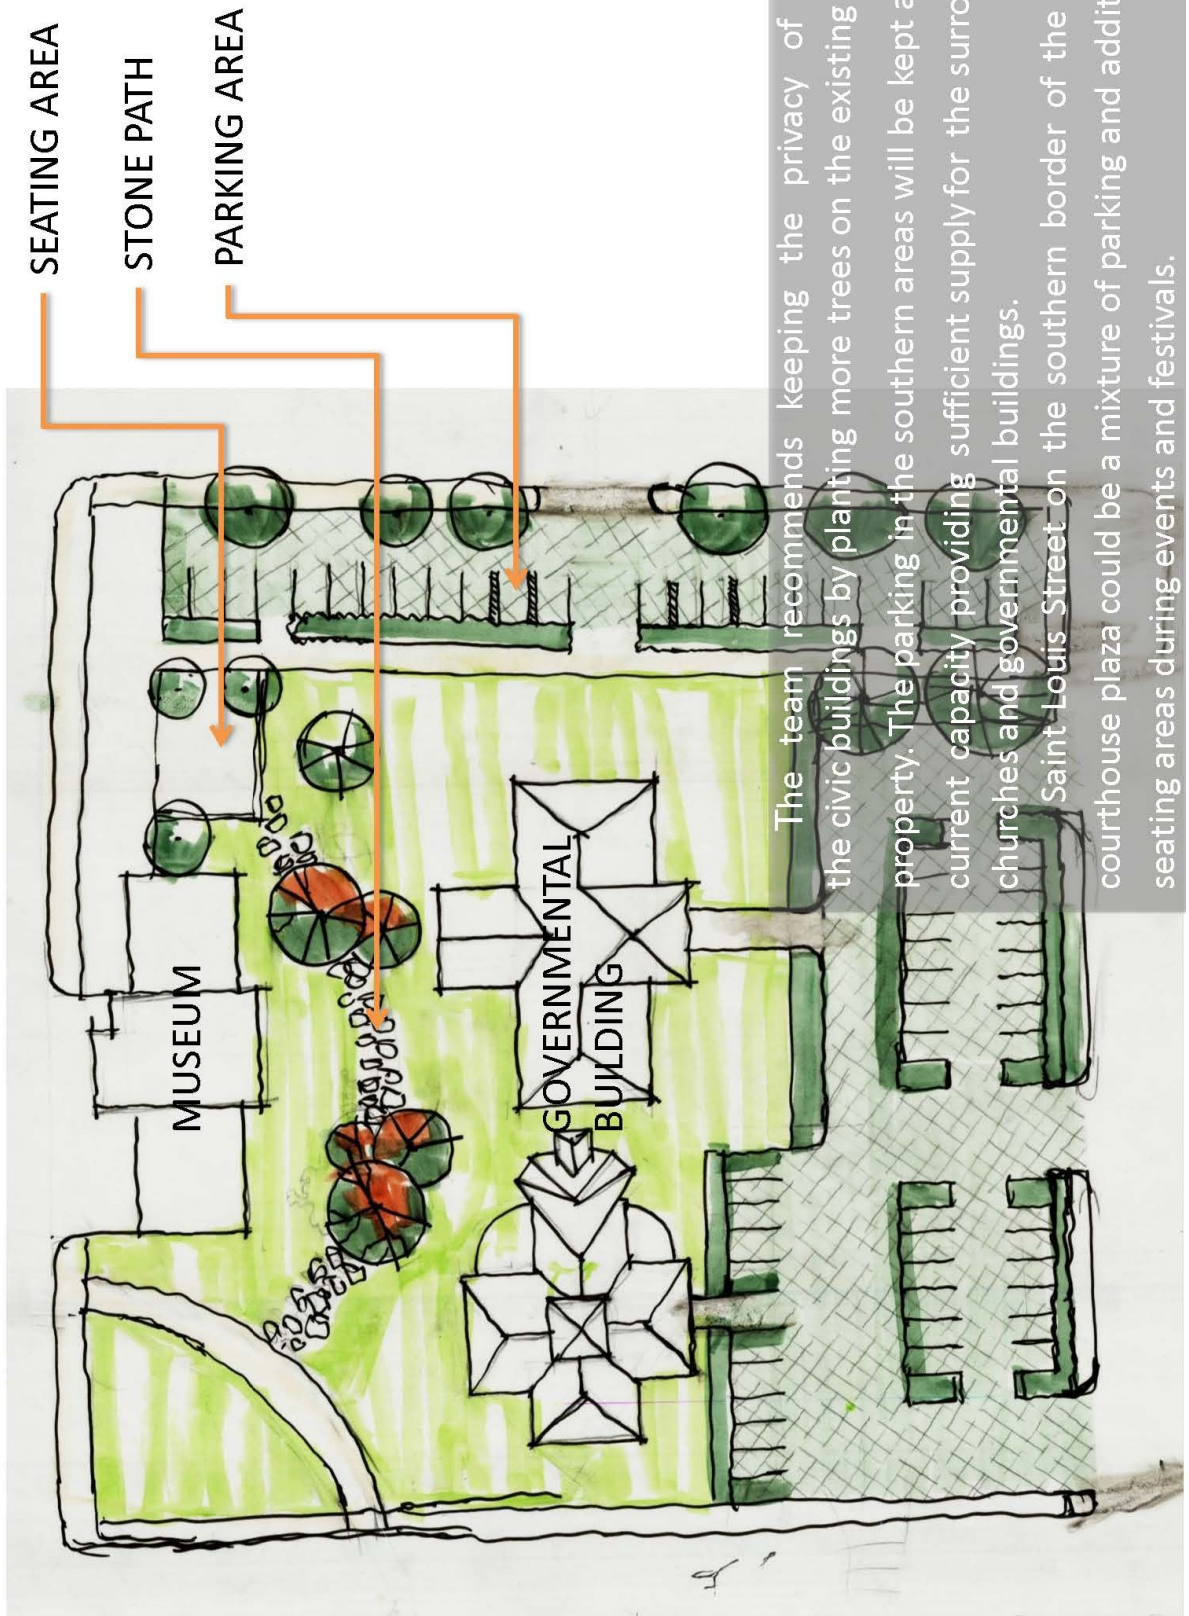 SEATING AREA
STONE PATH
PARKING AREA
MUSEUM
GOVERNMENTAL
BUILDING
The team recommends keeping the privacy of
the civic buildings by planting more trees on the existing
property. The parking in the southern areas will be kept a
current capacity providing sufficient supply for the surro
churches and governmental buildings.
Saint Louis Street on the southern border of the
courthouse plaza could be a mixture of parking and addit
seating areas during events and festivals.